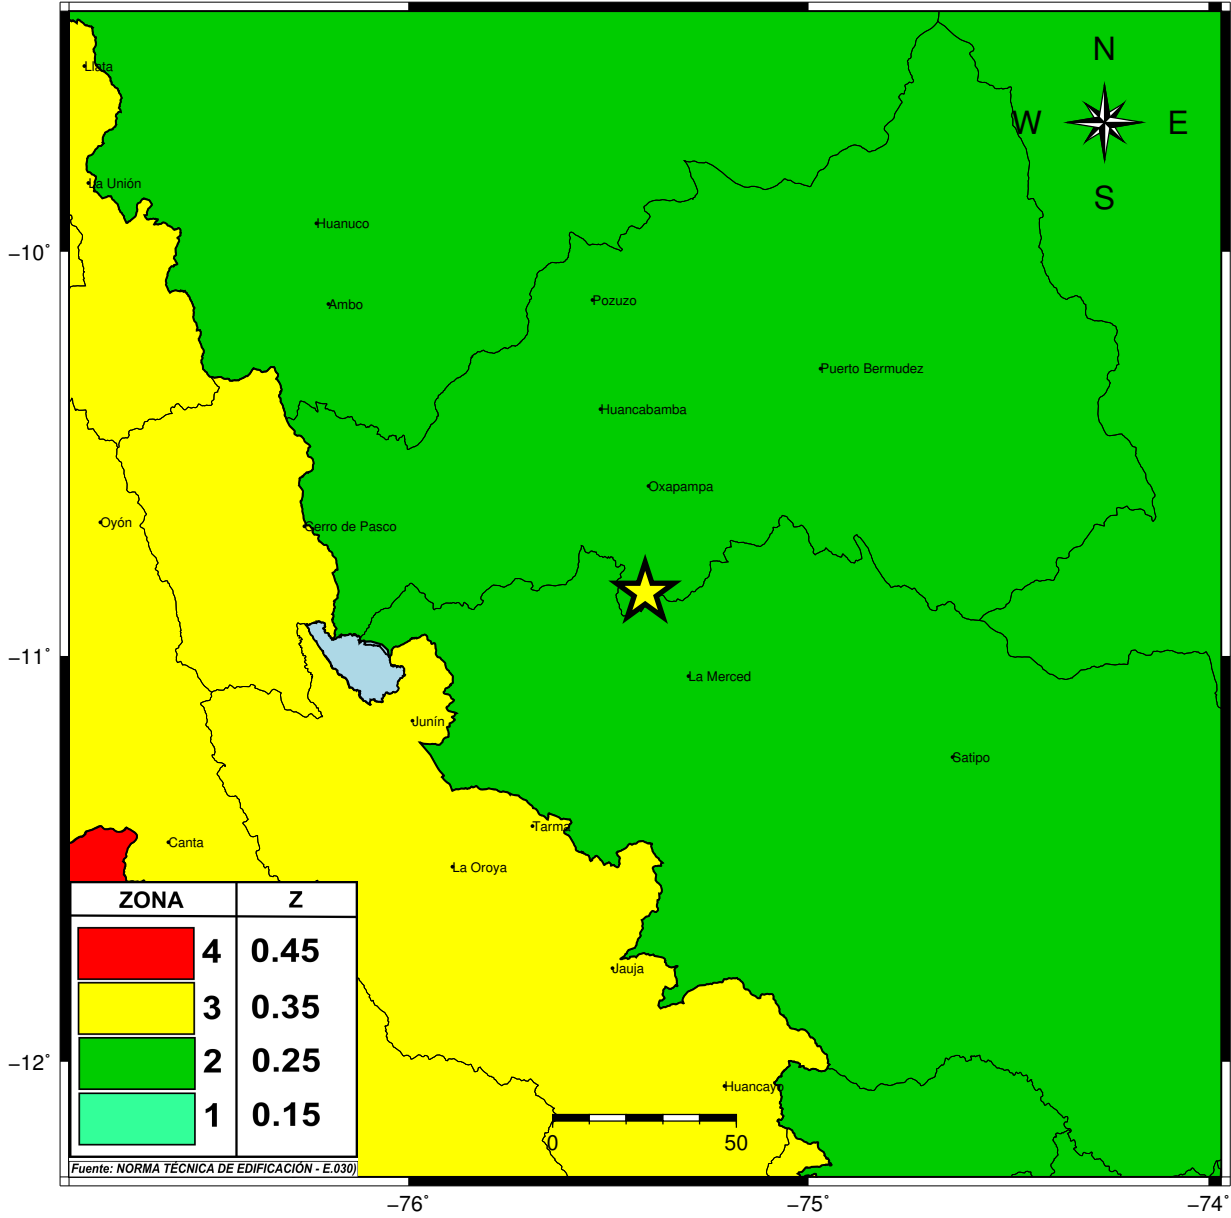 N
W E
S
Llata
La Unión
Huanuco
Ambo
Pozuzo
Puerto Bermudez
Huancabamba
Oxapampa
Oyón
Cerro de Pasco
La Merced
Junín
Satipo
Tarma
Canta
La Oroya
Jauja
Huancayo
−10˚
−11˚
−12˚
ZONA Z
4 0.45
3 0.35
2 0.25
1 0.15
Fuente: NORMA TÉCNICA DE EDIFICACIÓN - E.030)
0 50
−76˚ −75˚ −74˚